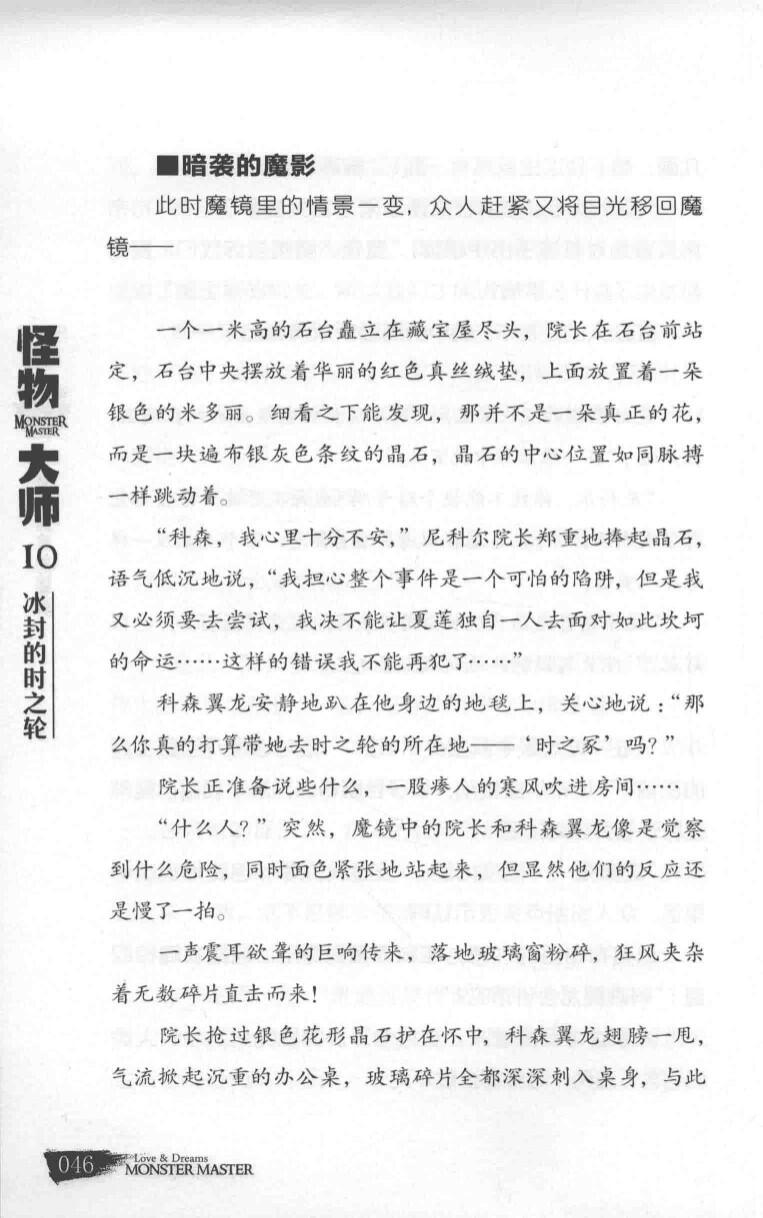 ■暗袭的魔影
此时魔镜里的情景一变，众人赶紧又将目光移回魔
镜——
一个一米高的石台矗立在藏宝屋尽头，院长在石台前站
定，石台中央摆放着华丽的红色真丝绒垫，上面放置着一朵
银色的米多丽。细看之下能发现，那并不是一朵真正的花，
而是一块遍布银灰色条纹的晶石，晶石的中心位置如同脉搏
一样跳动着。
“科森，我心里十分不安，”尼科尔院长郑重地捧起晶石，
语气低沉地说，“我担心整个事件是一个可怕的陷阱，但是我
又必须要去尝试，我决不能让夏莲独自一人去面对如此坎坷
的命运……这样的错误我不能再犯了……”
科森翼龙安静地趴在他身边的地毯上，关心地说：“那
么你真的打算带她去时之轮的所在地——‘时之冢’吗？”
院长正准备说些什么，一股瘆人的寒风吹进房间……
“什么人？”突然，魔镜中的院长和科森翼龙像是觉察
到什么危险，同时面色紧张地站起来，但显然他们的反应还
是慢了一拍。
一声震耳欲聋的巨响传来，落地玻璃窗粉碎，狂风夹杂
着无数碎片直击而来！
院长抢过银色花形晶石护在怀中，科森翼龙翅膀一甩，
气流掀起沉重的办公桌，玻璃碎片全都深深刺入桌身，与此
怪物大师
MONSTER
MASTER
10
冰封的时之轮
046
Love & Dreams
MONSTER MASTER